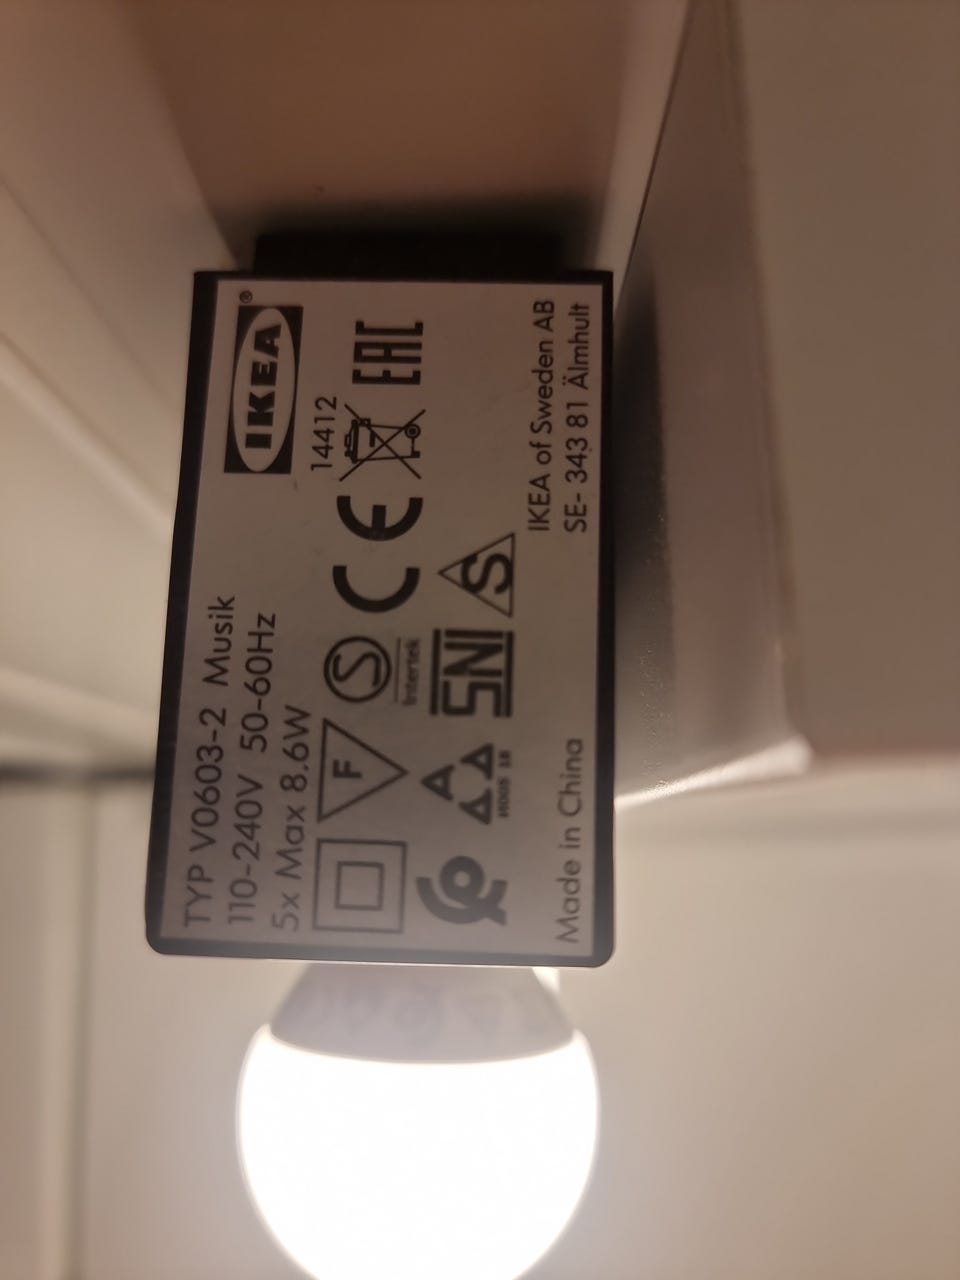 TYP V0603-2 Musik
110-240V 50-60Hz
5x Max 8.6W
IKEA®
14412
F
S
Intertek
CE
EAC
SNI
S
Made in China
IKEA of Sweden AB
SE- 343 81 Älmhult